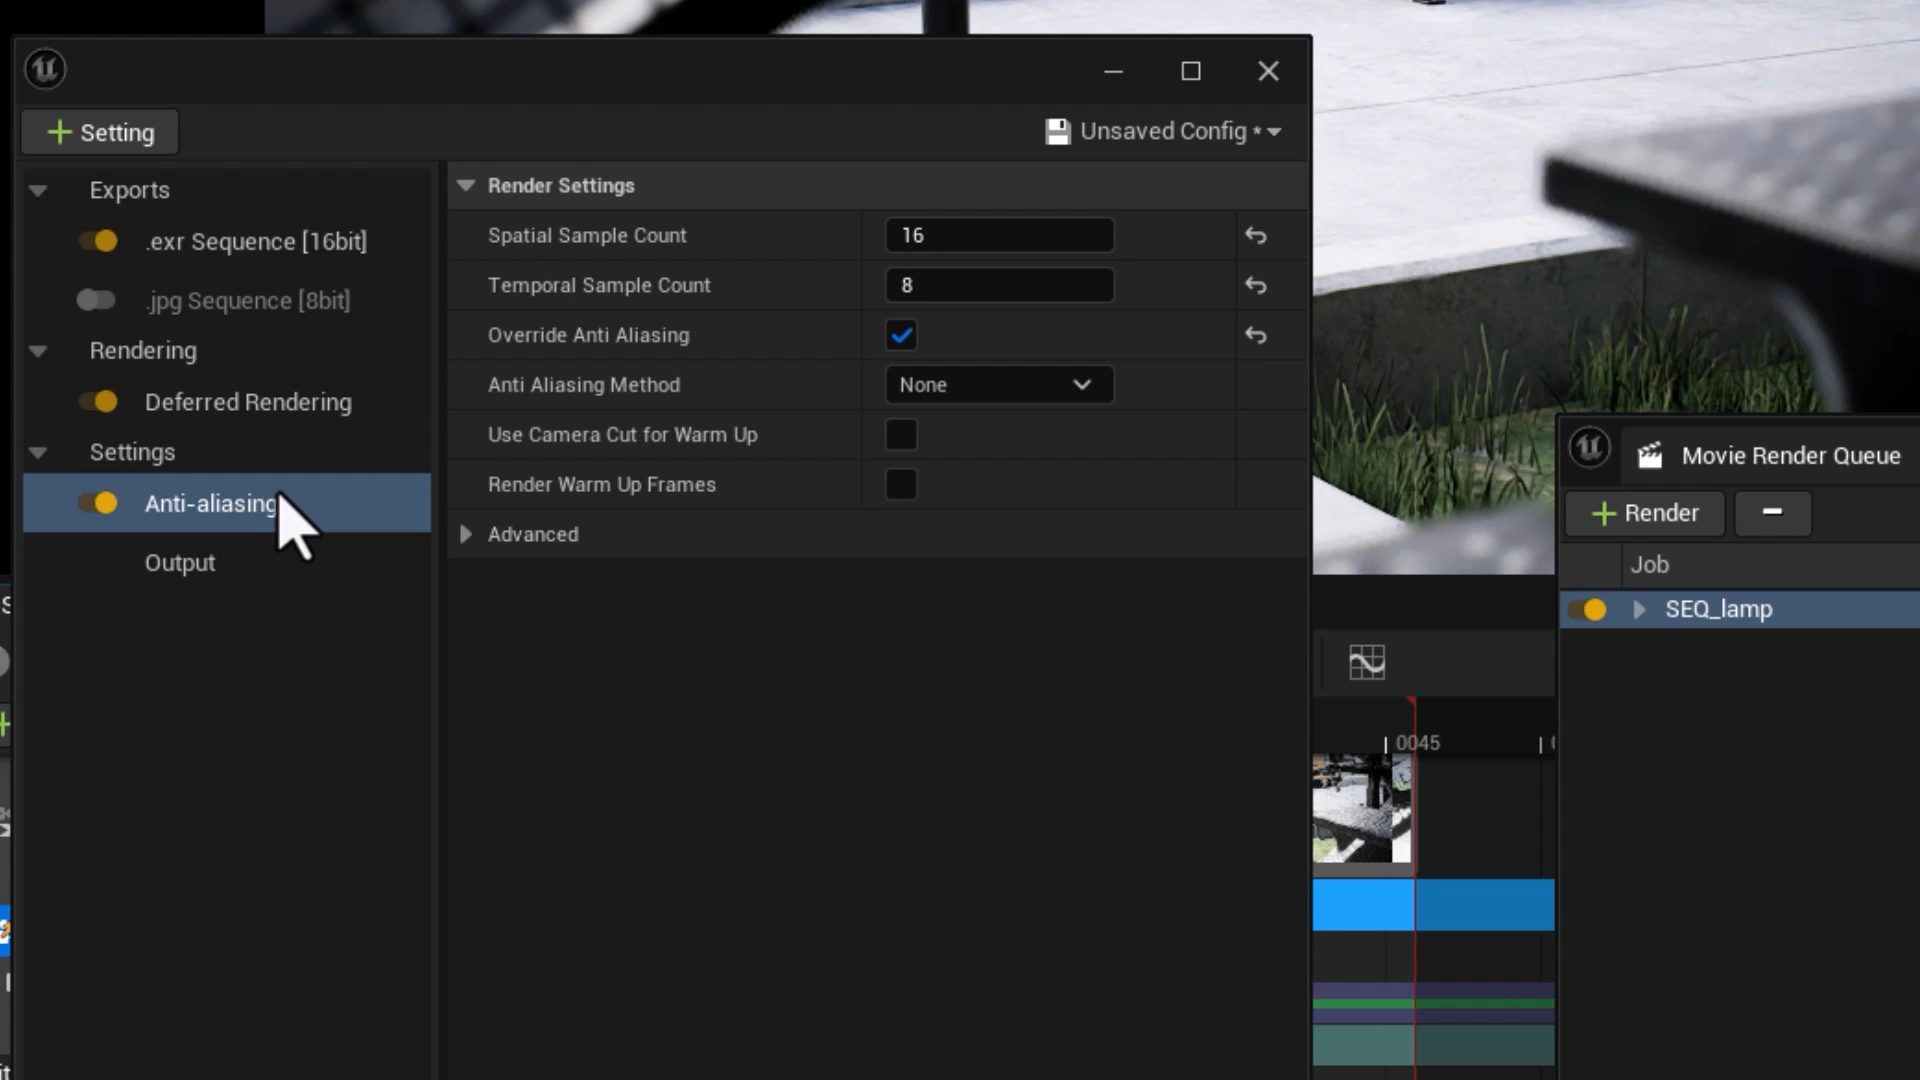 Setting
Unsaved Config *
Exports
.exr Sequence [16bit]
.jpg Sequence [8bit]
Rendering
Deferred Rendering
Settings
Anti-aliasing
Output
Render Settings
Spatial Sample Count 16
Temporal Sample Count 8
Override Anti Aliasing
Anti Aliasing Method None
Use Camera Cut for Warm Up
Render Warm Up Frames
Advanced
Movie Render Queue
Render
Job
SEQ_lamp
0045